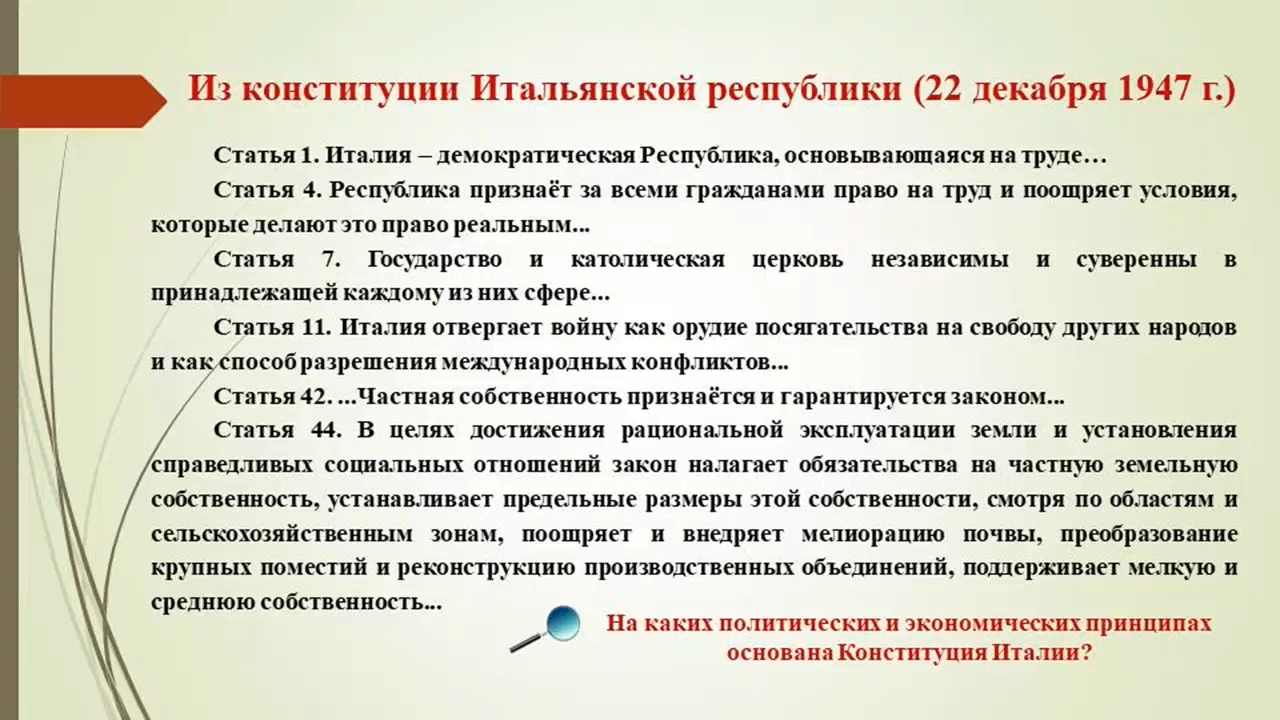 Из конституции Итальянской республики (22 декабря 1947 г.)
Статья 1. Италия – демократическая Республика, основывающаяся на труде…
Статья 4. Республика признаёт за всеми гражданами право на труд и поощряет условия,
которые делают это право реальным...
Статья 7. Государство и католическая церковь независимы и суверенны в
принадлежащей каждому из них сфере...
Статья 11. Италия отвергает войну как орудие посягательства на свободу других народов
и как способ разрешения международных конфликтов...
Статья 42. ...Частная собственность признаётся и гарантируется законом...
Статья 44. В целях достижения рациональной эксплуатации земли и установления
справедливых социальных отношений закон налагает обязательства на частную земельную
собственность, устанавливает предельные размеры этой собственности, смотря по областям и
сельскохозяйственным зонам, поощряет и внедряет мелиорацию почвы, преобразование
крупных поместий и реконструкцию производственных объединений, поддерживает мелкую и
среднюю собственность...
На каких политических и экономических принципах
основана Конституция Италии?